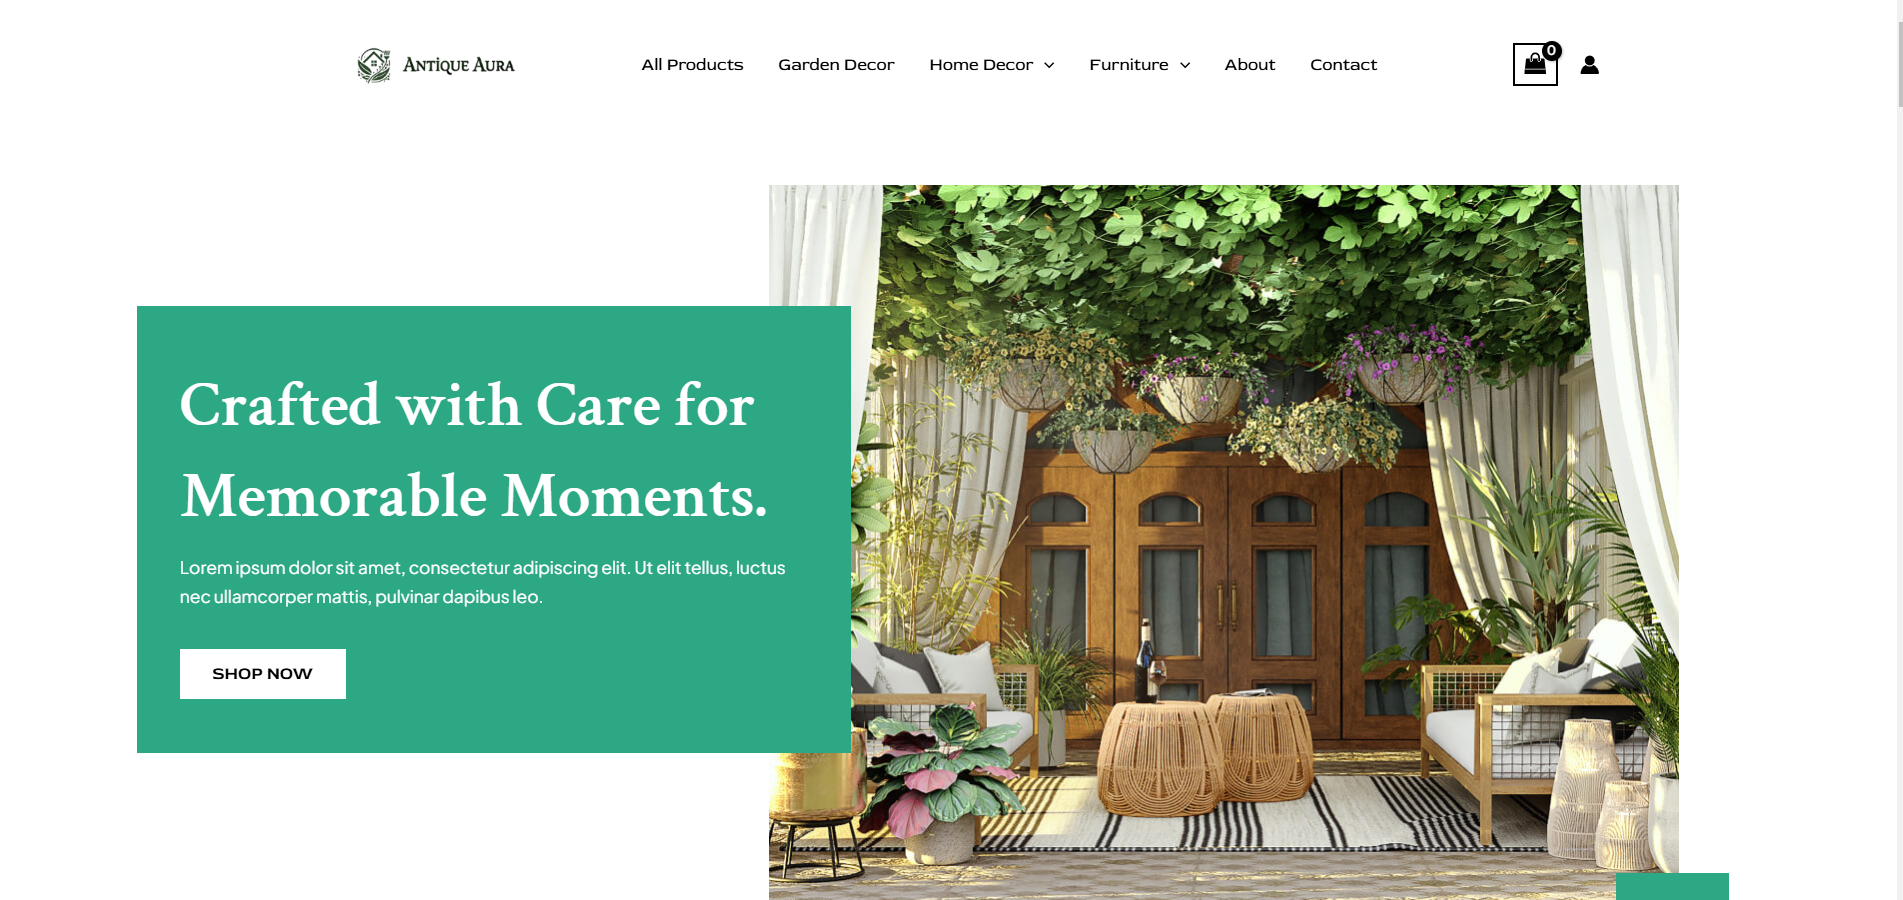 Antique Aura
All Products Garden Decor Home Decor Furniture About Contact
0
Crafted with Care for
Memorable Moments.
Lorem ipsum dolor sit amet, consectetur adipiscing elit. Ut elit tellus, luctus
nec ullamcorper mattis, pulvinar dapibus leo.
SHOP NOW